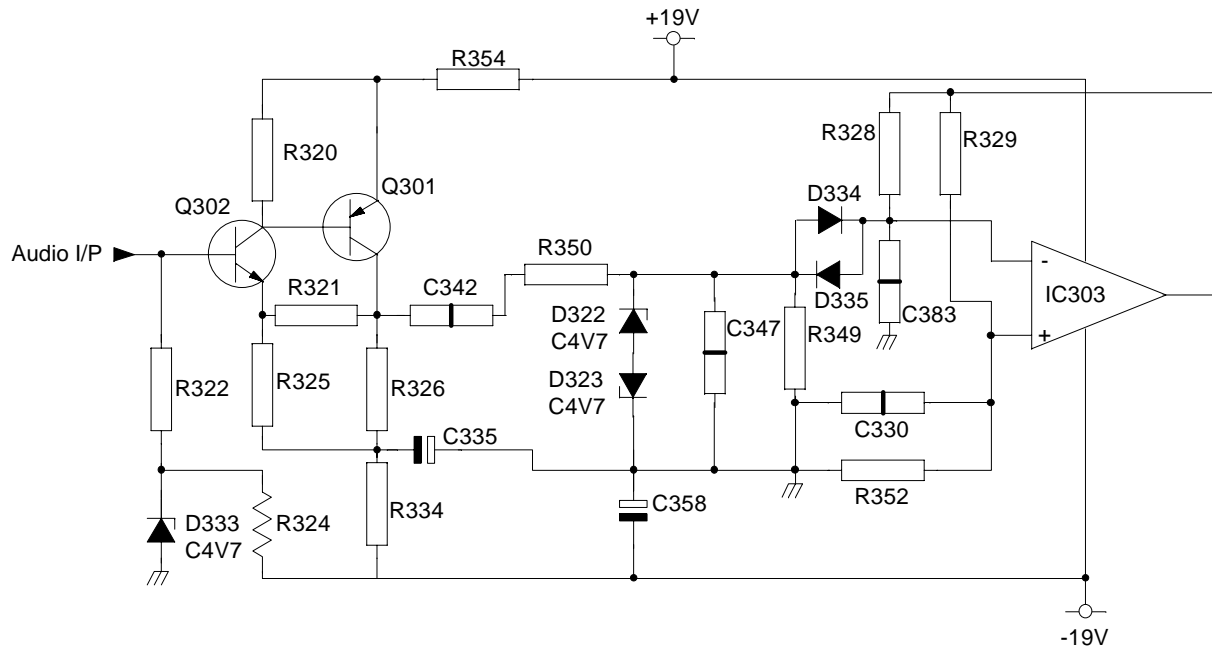 +19V
R354
R328
R329
R320
Q301
D334
Q302
Audio I/P
R350
-
IC303
R321
C342
D335
C383
D322
C4V7
C347
R349
+
R322
R325
R326
D323
C4V7
C330
C335
R352
C358
D333
C4V7
R324
R334
-19V